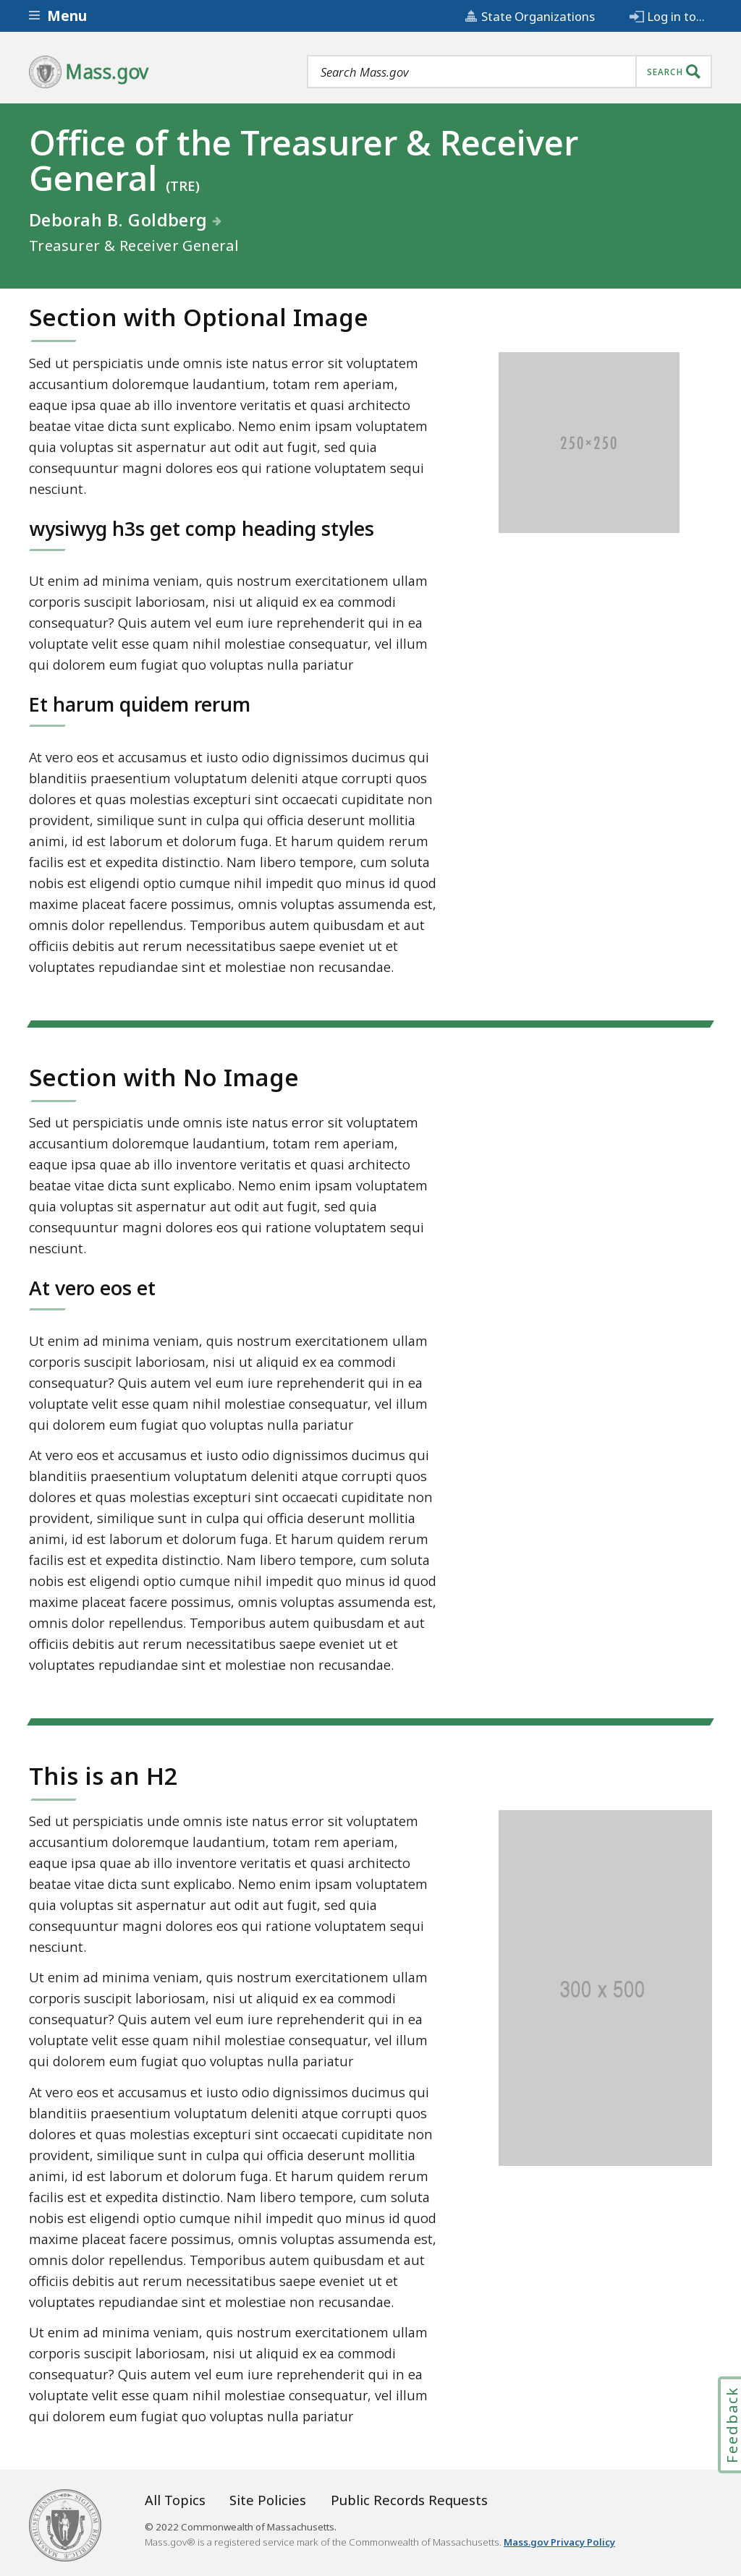 Menu
State Organizations
Log in to...
Mass.gov
Search Mass.gov
SEARCH
Office of the Treasurer & Receiver
General (TRE)
Deborah B. Goldberg
Treasurer & Receiver General
Section with Optional Image
Sed ut perspiciatis unde omnis iste natus error sit voluptatem
accusantium doloremque laudantium, totam rem aperiam,
eaque ipsa quae ab illo inventore veritatis et quasi architecto
beatae vitae dicta sunt explicabo. Nemo enim ipsam voluptatem
quia voluptas sit aspernatur aut odit aut fugit, sed quia
consequuntur magni dolores eos qui ratione voluptatem sequi
nesciunt.
250×250
wysiwyg h3s get comp heading styles
Ut enim ad minima veniam, quis nostrum exercitationem ullam
corporis suscipit laboriosam, nisi ut aliquid ex ea commodi
consequatur? Quis autem vel eum iure reprehenderit qui in ea
voluptate velit esse quam nihil molestiae consequatur, vel illum
qui dolorem eum fugiat quo voluptas nulla pariatur
Et harum quidem rerum
At vero eos et accusamus et iusto odio dignissimos ducimus qui
blanditiis praesentium voluptatum deleniti atque corrupti quos
dolores et quas molestias excepturi sint occaecati cupiditate non
provident, similique sunt in culpa qui officia deserunt mollitia
animi, id est laborum et dolorum fuga. Et harum quidem rerum
facilis est et expedita distinctio. Nam libero tempore, cum soluta
nobis est eligendi optio cumque nihil impedit quo minus id quod
maxime placeat facere possimus, omnis voluptas assumenda est,
omnis dolor repellendus. Temporibus autem quibusdam et aut
officiis debitis aut rerum necessitatibus saepe eveniet ut et
voluptates repudiandae sint et molestiae non recusandae.
Section with No Image
Sed ut perspiciatis unde omnis iste natus error sit voluptatem
accusantium doloremque laudantium, totam rem aperiam,
eaque ipsa quae ab illo inventore veritatis et quasi architecto
beatae vitae dicta sunt explicabo. Nemo enim ipsam voluptatem
quia voluptas sit aspernatur aut odit aut fugit, sed quia
consequuntur magni dolores eos qui ratione voluptatem sequi
nesciunt.
At vero eos et
Ut enim ad minima veniam, quis nostrum exercitationem ullam
corporis suscipit laboriosam, nisi ut aliquid ex ea commodi
consequatur? Quis autem vel eum iure reprehenderit qui in ea
voluptate velit esse quam nihil molestiae consequatur, vel illum
qui dolorem eum fugiat quo voluptas nulla pariatur
At vero eos et accusamus et iusto odio dignissimos ducimus qui
blanditiis praesentium voluptatum deleniti atque corrupti quos
dolores et quas molestias excepturi sint occaecati cupiditate non
provident, similique sunt in culpa qui officia deserunt mollitia
animi, id est laborum et dolorum fuga. Et harum quidem rerum
facilis est et expedita distinctio. Nam libero tempore, cum soluta
nobis est eligendi optio cumque nihil impedit quo minus id quod
maxime placeat facere possimus, omnis voluptas assumenda est,
omnis dolor repellendus. Temporibus autem quibusdam et aut
officiis debitis aut rerum necessitatibus saepe eveniet ut et
voluptates repudiandae sint et molestiae non recusandae.
This is an H2
Sed ut perspiciatis unde omnis iste natus error sit voluptatem
accusantium doloremque laudantium, totam rem aperiam,
eaque ipsa quae ab illo inventore veritatis et quasi architecto
beatae vitae dicta sunt explicabo. Nemo enim ipsam voluptatem
quia voluptas sit aspernatur aut odit aut fugit, sed quia
consequuntur magni dolores eos qui ratione voluptatem sequi
nesciunt.
300 x 500
Ut enim ad minima veniam, quis nostrum exercitationem ullam
corporis suscipit laboriosam, nisi ut aliquid ex ea commodi
consequatur? Quis autem vel eum iure reprehenderit qui in ea
voluptate velit esse quam nihil molestiae consequatur, vel illum
qui dolorem eum fugiat quo voluptas nulla pariatur
At vero eos et accusamus et iusto odio dignissimos ducimus qui
blanditiis praesentium voluptatum deleniti atque corrupti quos
dolores et quas molestias excepturi sint occaecati cupiditate non
provident, similique sunt in culpa qui officia deserunt mollitia
animi, id est laborum et dolorum fuga. Et harum quidem rerum
facilis est et expedita distinctio. Nam libero tempore, cum soluta
nobis est eligendi optio cumque nihil impedit quo minus id quod
maxime placeat facere possimus, omnis voluptas assumenda est,
omnis dolor repellendus. Temporibus autem quibusdam et aut
officiis debitis aut rerum necessitatibus saepe eveniet ut et
voluptates repudiandae sint et molestiae non recusandae.
Ut enim ad minima veniam, quis nostrum exercitationem ullam
corporis suscipit laboriosam, nisi ut aliquid ex ea commodi
consequatur? Quis autem vel eum iure reprehenderit qui in ea
voluptate velit esse quam nihil molestiae consequatur, vel illum
qui dolorem eum fugiat quo voluptas nulla pariatur
Feedback
All Topics
Site Policies
Public Records Requests
© 2022 Commonwealth of Massachusetts.
Mass.gov® is a registered service mark of the Commonwealth of Massachusetts. Mass.gov Privacy Policy